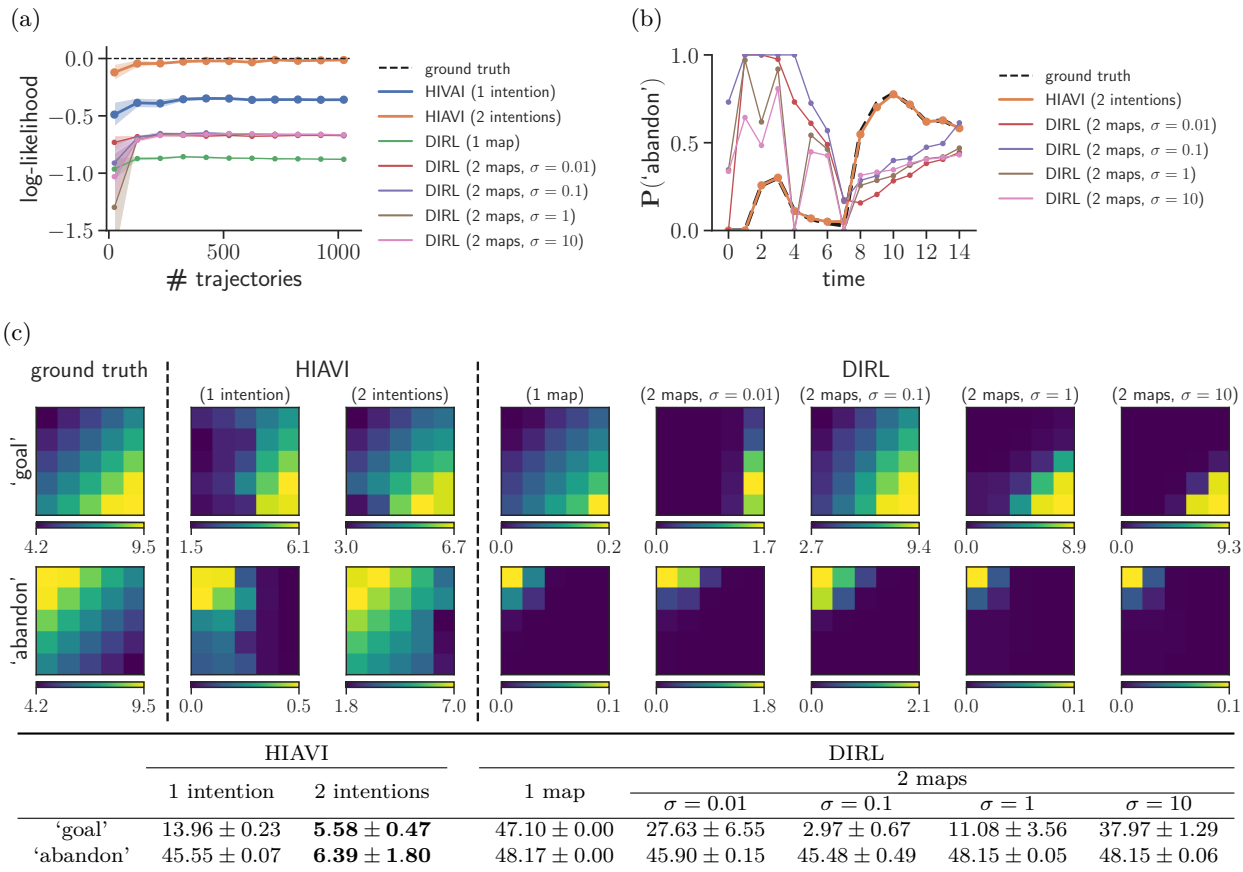 (a)
log-likelihood
0.0
−0.5
−1.0
−1.5
0
500
1000
# trajectories
ground truth
HIVAI (1 intention)
HIAVI (2 intentions)
DIRL (1 map)
DIRL (2 maps, σ = 0.01)
DIRL (2 maps, σ = 0.1)
DIRL (2 maps, σ = 1)
DIRL (2 maps, σ = 10)
(b)
P(‘abandon’)
1.0
0.5
0.0
0 2 4 6 8 10 12 14
time
ground truth
HIAVI (2 intentions)
DIRL (2 maps, σ = 0.01)
DIRL (2 maps, σ = 0.1)
DIRL (2 maps, σ = 1)
DIRL (2 maps, σ = 10)
(c)
ground truth HIAVI DIRL
(1 intention) (2 intentions) (1 map) (2 maps, σ = 0.01) (2 maps, σ = 0.1) (2 maps, σ = 1) (2 maps, σ = 10)
‘goal’
4.2 9.5 1.5 6.1 3.0 6.7 0.0 0.2 0.0 1.7 2.7 9.4 0.0 8.9 0.0 9.3
‘abandon’
4.2 9.5 0.0 0.5 1.8 7.0 0.0 0.1 0.0 1.8 0.0 2.1 0.0 0.1 0.0 0.1
HIAVI DIRL
1 intention 2 intentions 1 map 2 maps
σ = 0.01 σ = 0.1 σ = 1 σ = 10
‘goal’ 13.96 ± 0.23 5.58 ± 0.47 47.10 ± 0.00 27.63 ± 6.55 2.97 ± 0.67 11.08 ± 3.56 37.97 ± 1.29
‘abandon’ 45.55 ± 0.07 6.39 ± 1.80 48.17 ± 0.00 45.90 ± 0.15 45.48 ± 0.49 48.15 ± 0.05 48.15 ± 0.06